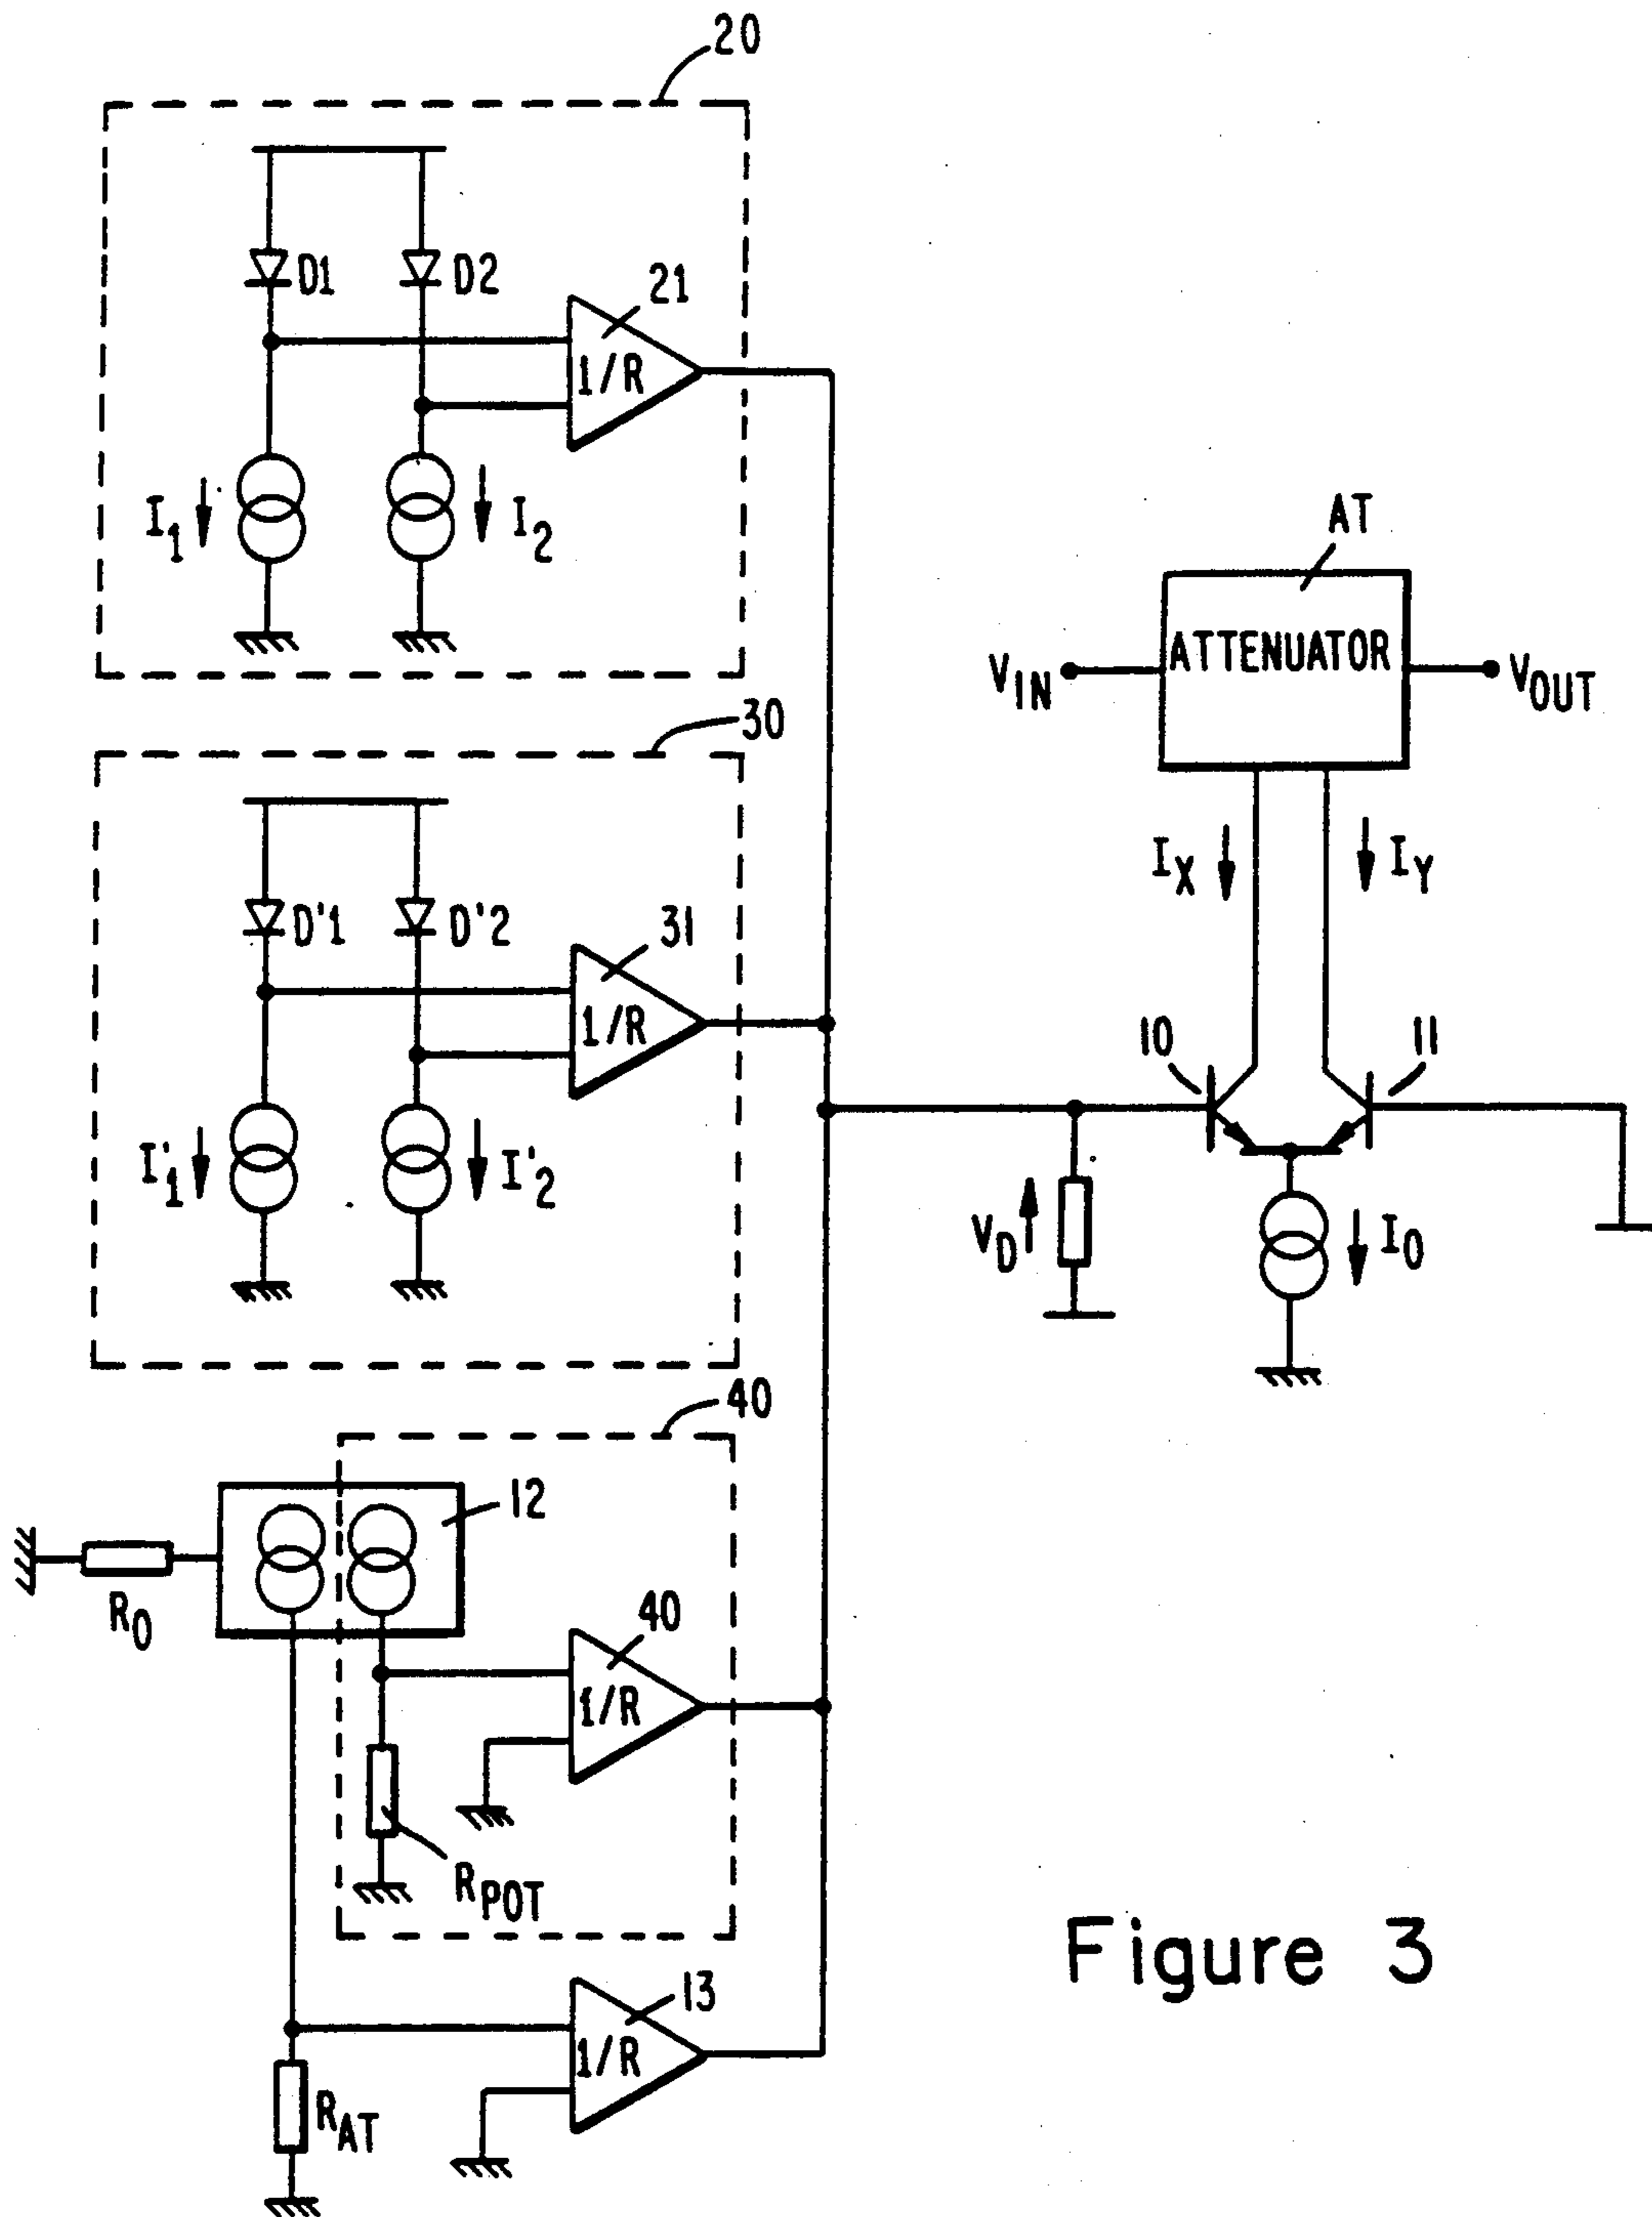 20
D1
D2
21
1/R
I1
I2
AT
ATTENUATOR
VIN
VOUT
30
IX
IY
D'1
D'2
31
1/R
10
11
I'1
I'2
VD
I0
40
12
R0
40
1/R
RPOT
13
1/R
RAT
Figure 3